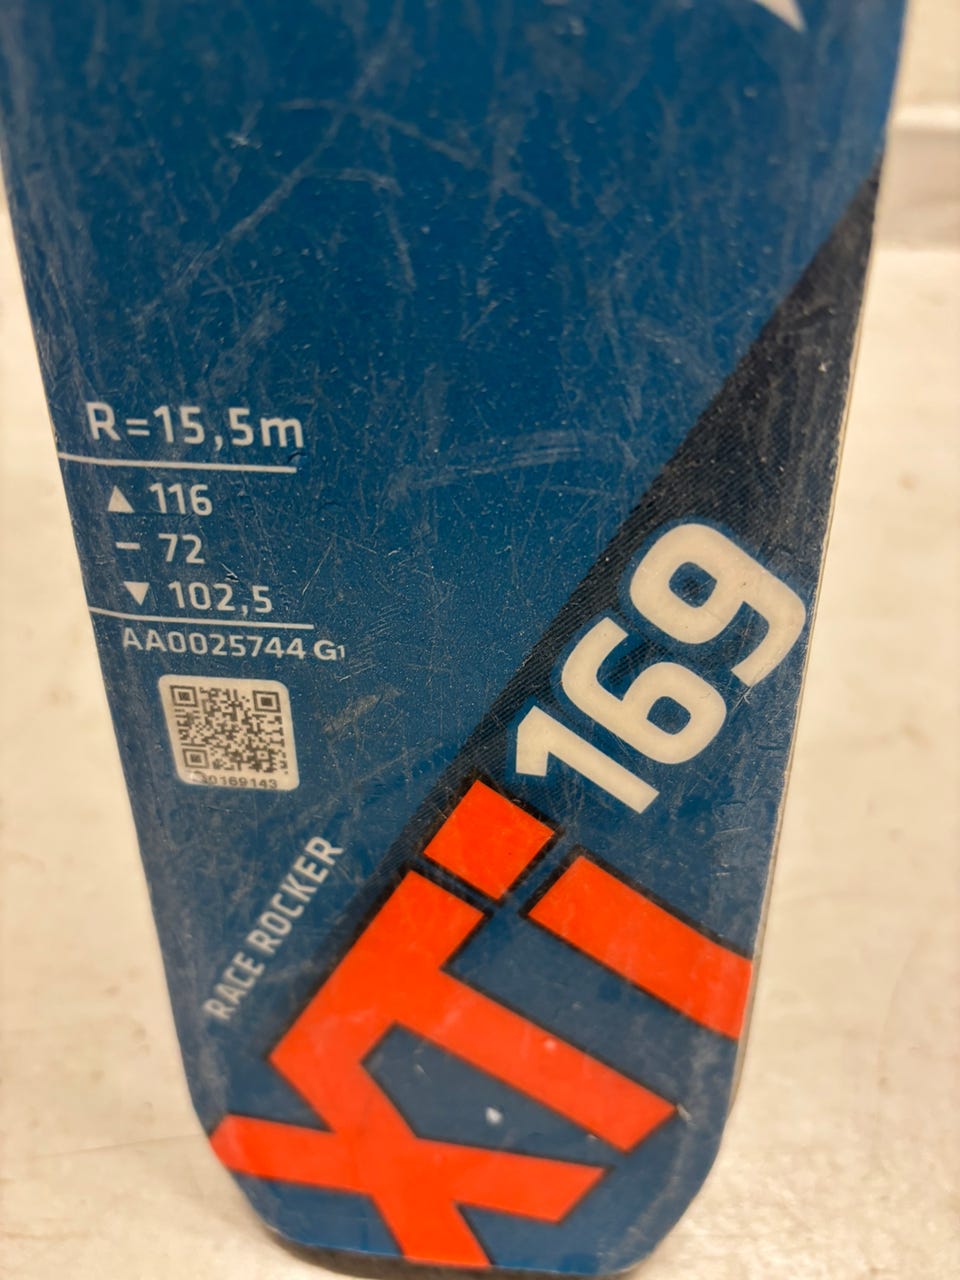 R=15,5m
▲ 116
– 72
▼ 102,5
AA0025744 G1
169
RACE ROCKER
XTi